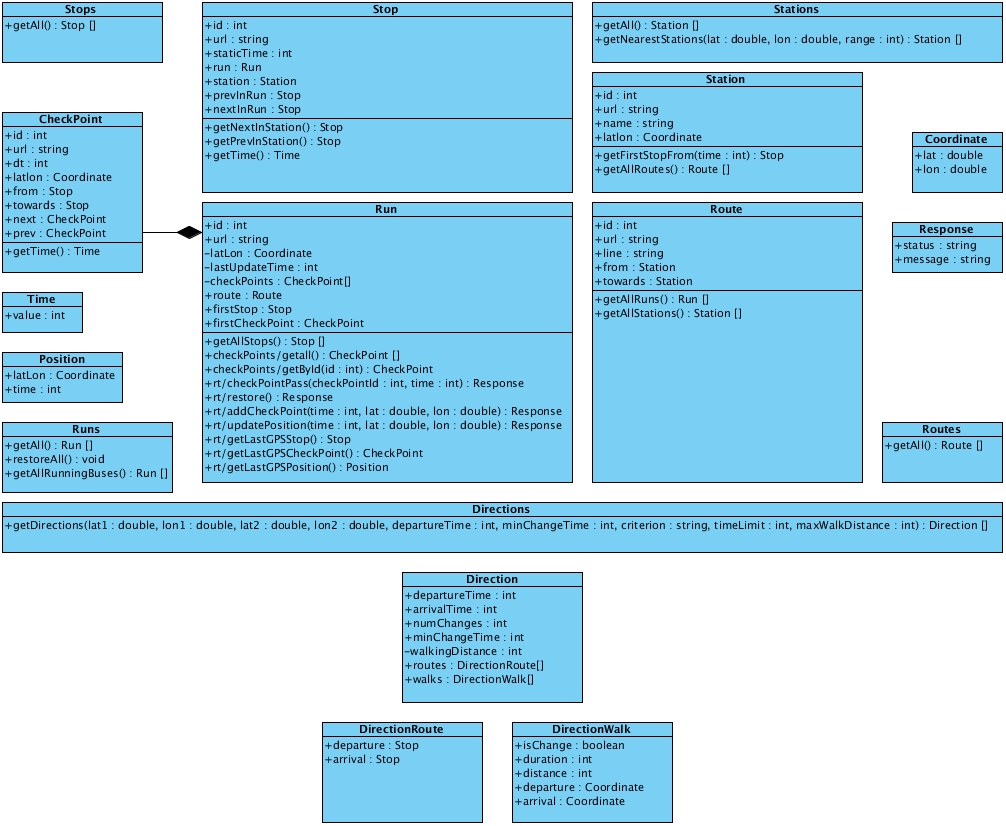 Stops
+getAll() : Stop []
Stop
+id : int
+url : string
+staticTime : int
+run : Run
+station : Station
+prevInRun : Stop
+nextInRun : Stop
+getNextInStation() : Stop
+getPrevInStation() : Stop
+getTime() : Time
Stations
+getAll() : Station []
+getNearestStations(lat : double, lon : double, range : int) : Station []
Station
+id : int
+url : string
+name : string
+latlon : Coordinate
+getFirstStopFrom(time : int) : Stop
+getAllRoutes() : Route []
CheckPoint
+id : int
+url : string
+dt : int
+latlon : Coordinate
+from : Stop
+towards : Stop
+next : CheckPoint
+prev : CheckPoint
+getTime() : Time
Coordinate
+lat : double
+lon : double
Run
+id : int
+url : string
-latLon : Coordinate
-lastUpdateTime : int
-checkPoints : CheckPoint[]
+route : Route
+firstStop : Stop
+firstCheckPoint : CheckPoint
+getAllStops() : Stop []
+checkPoints/getall() : CheckPoint []
+checkPoints/getById(id : int) : CheckPoint
+rt/checkPointPass(checkPointId : int, time : int) : Response
+rt/restore() : Response
+rt/addCheckPoint(time : int, lat : double, lon : double) : Response
+rt/updatePosition(time : int, lat : double, lon : double) : Response
+rt/getLastGPSStop() : Stop
+rt/getLastGPSCheckPoint() : CheckPoint
+rt/getLastGPSPosition() : Position
Route
+id : int
+url : string
+line : string
+from : Station
+towards : Station
+getAllRuns() : Run []
+getAllStations() : Station []
Response
+status : string
+message : string
Time
+value : int
Position
+latLon : Coordinate
+time : int
Runs
+getAll() : Run []
+restoreAll() : void
+getAllRunningBuses() : Run []
Routes
+getAll() : Route []
Directions
+getDirections(lat1 : double, lon1 : double, lat2 : double, lon2 : double, departureTime : int, minChangeTime : int, criterion : string, timeLimit : int, maxWalkDistance : int) : Direction []
Direction
+departureTime : int
+arrivalTime : int
+numChanges : int
+minChangeTime : int
-walkingDistance : int
+routes : DirectionRoute[]
+walks : DirectionWalk[]
DirectionRoute
+departure : Stop
+arrival : Stop
DirectionWalk
+isChange : boolean
+duration : int
+distance : int
+departure : Coordinate
+arrival : Coordinate